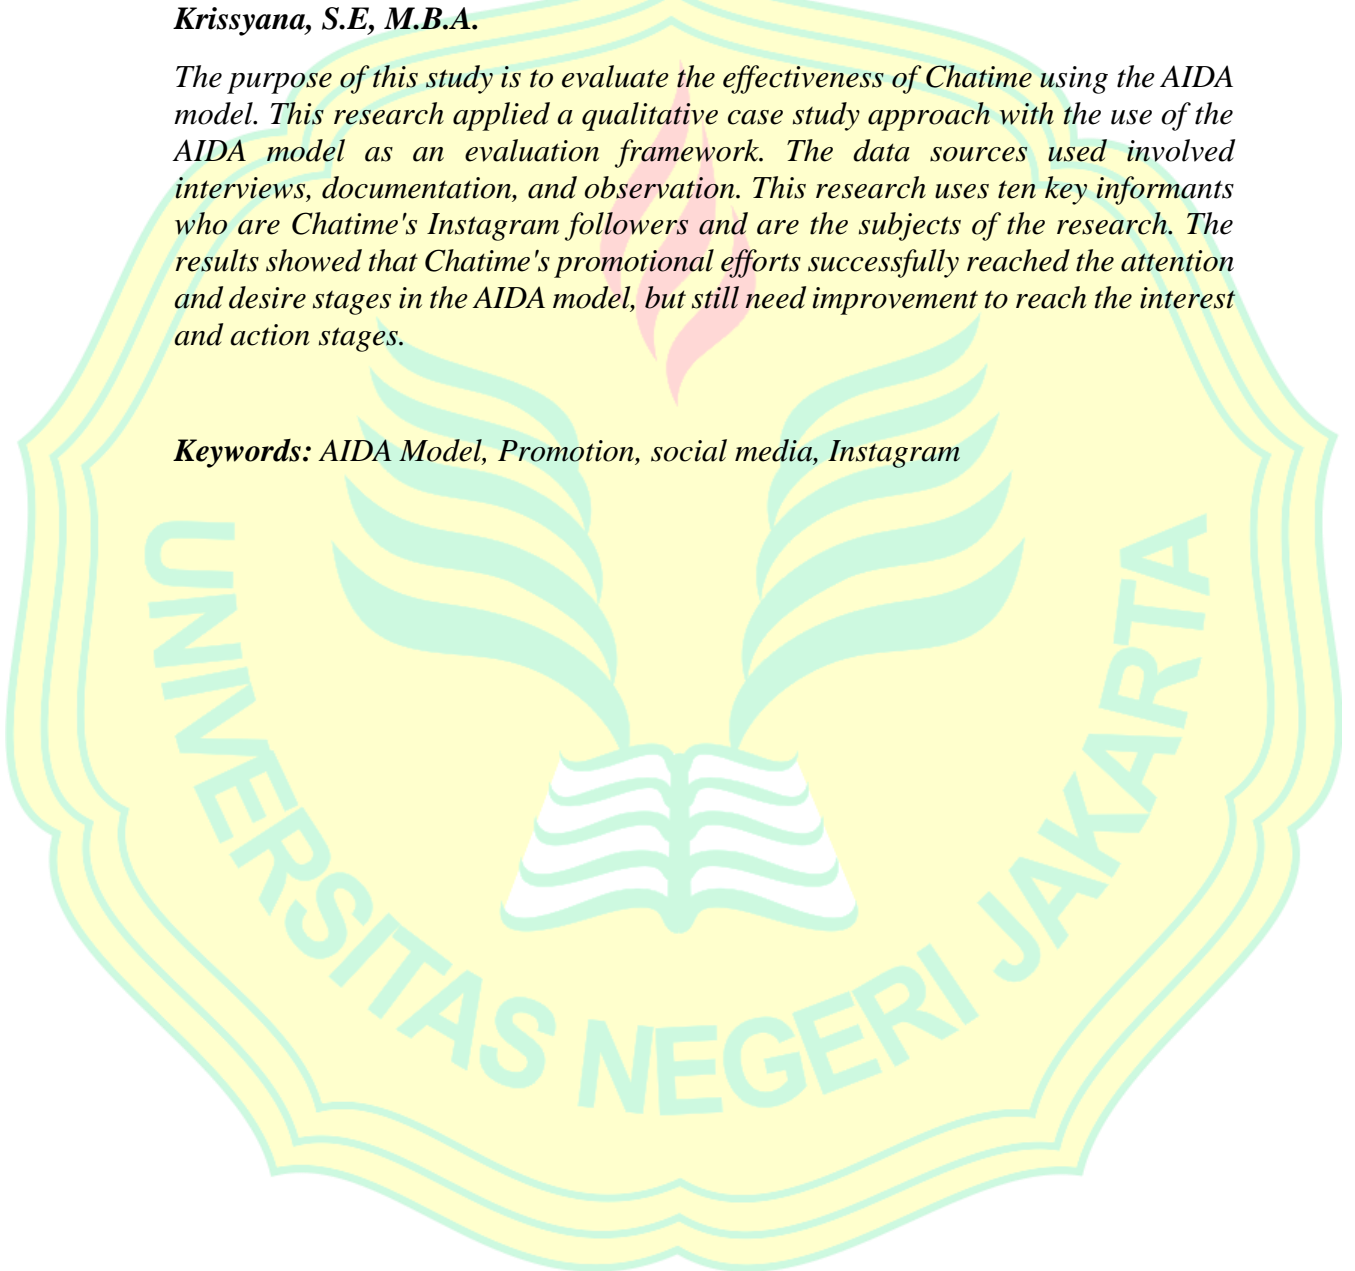 Krissyana, S.E, M.B.A.
The purpose of this study is to evaluate the effectiveness of Chatime using the AIDA
model. This research applied a qualitative case study approach with the use of the
AIDA model as an evaluation framework. The data sources used involved
interviews, documentation, and observation. This research uses ten key informants
who are Chatime's Instagram followers and are the subjects of the research. The
results showed that Chatime's promotional efforts successfully reached the attention
and desire stages in the AIDA model, but still need improvement to reach the interest
and action stages.
Keywords: AIDA Model, Promotion, social media, Instagram
UNIVERSITAS NEGERI JAKARTA